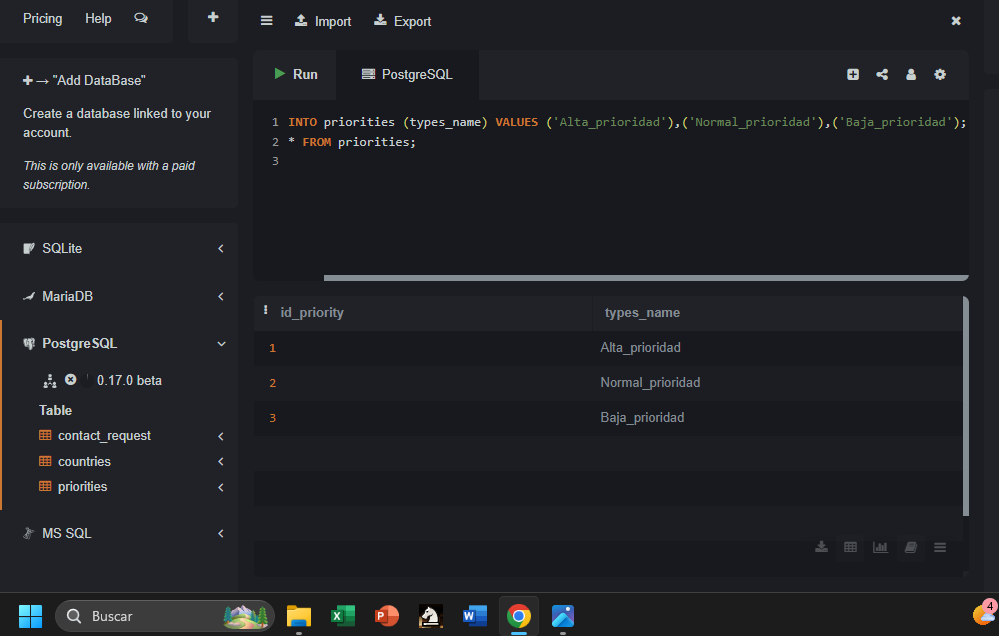 Pricing Help
Import Export
"Add DataBase"
Create a database linked to your
account.
This is only available with a paid
subscription.
SQLite
MariaDB
PostgreSQL
0.17.0 beta
Table
contact_request
countries
priorities
MS SQL
Run PostgreSQL
1 INTO priorities (types_name) VALUES ('Alta_prioridad'),('Normal_prioridad'),('Baja_prioridad');
2 * FROM priorities;
3
id_priority types_name
1 Alta_prioridad
2 Normal_prioridad
3 Baja_prioridad
Buscar
4